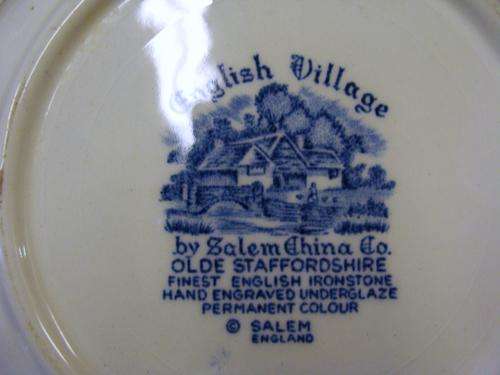 English Village
by Salem China Co.
OLDE STAFFORDSHIRE
FINEST ENGLISH IRONSTONE
HAND ENGRAVED UNDERGLAZE
PERMANENT COLOUR
© SALEM
ENGLAND